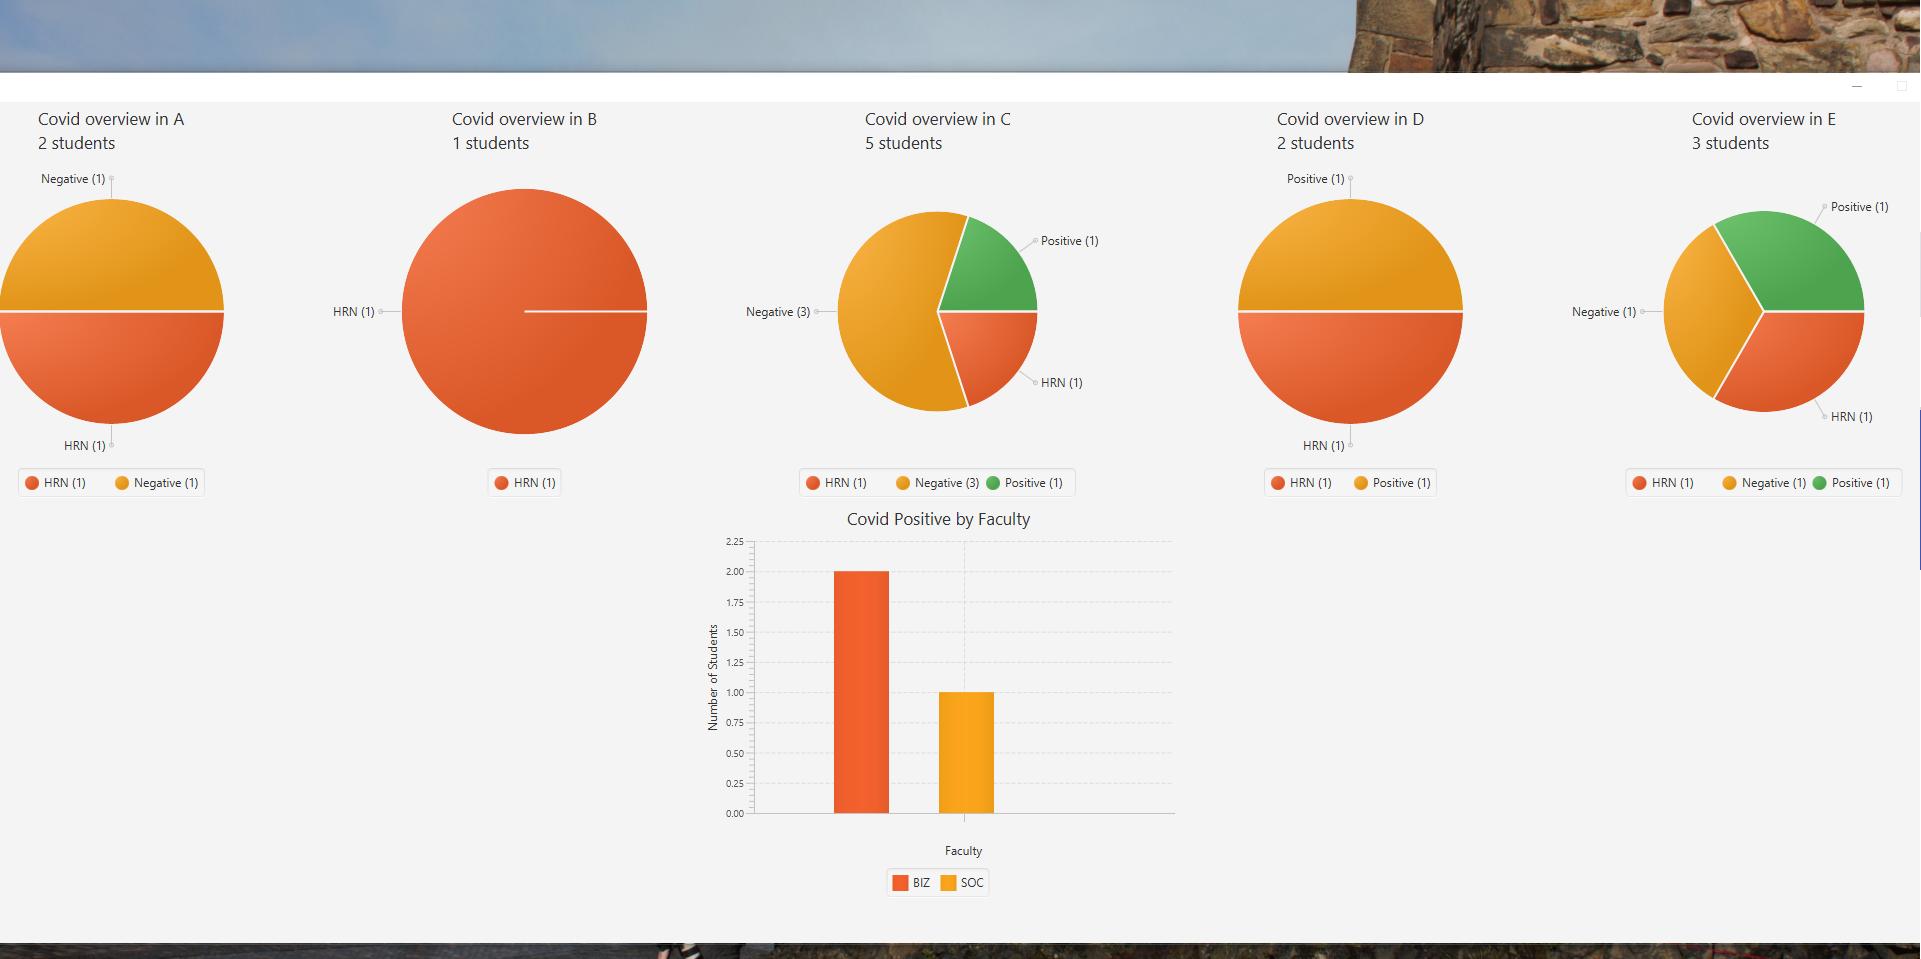 Covid overview in A
2 students
Negative (1)
HRN (1)
HRN (1) Negative (1)
Covid overview in B
1 students
HRN (1)
HRN (1)
Covid overview in C
5 students
Positive (1)
Negative (3)
HRN (1)
HRN (1) Negative (3) Positive (1)
Covid overview in D
2 students
Positive (1)
HRN (1)
HRN (1) Positive (1)
Covid overview in E
3 students
Positive (1)
Negative (1)
HRN (1)
HRN (1) Negative (1) Positive (1)
Covid Positive by Faculty
Number of Students
2.25
2.00
1.75
1.50
1.25
1.00
0.75
0.50
0.25
0.00
Faculty
BIZ SOC